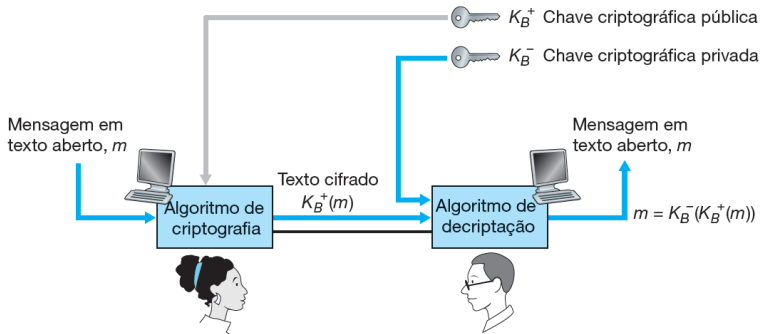 K_B^+ Chave criptográfica pública
K_B^- Chave criptográfica privada
Mensagem em
texto aberto, m
Mensagem em
texto aberto, m
Texto cifrado
K_B^+(m)
Algoritmo de
criptografia
Algoritmo de
decriptação
m = K_B^-(K_B^+(m))